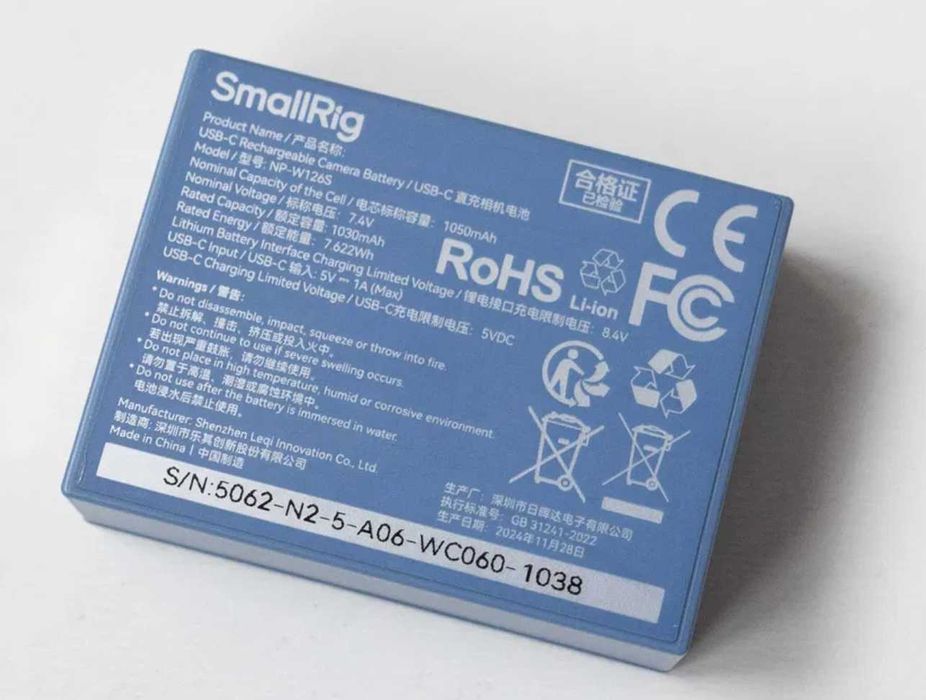 SmallRig
Product Name / 产品名称:
USB-C Rechargeable Camera Battery / USB-C 直充相机电池
Model / 型号: NP-W126S
Nominal Capacity of the Cell / 电芯标称容量: 1050mAh
Nominal Voltage / 标称电压: 7.4V
Rated Capacity / 额定容量: 1030mAh
Rated Energy / 额定能量: 7.622Wh
Lithium Battery Interface Charging Limited Voltage / 锂电接口充电限制电压: 8.4V
USB-C Input / USB-C 输入: 5V ⎓ 1A (Max)
USB-C Charging Limited Voltage / USB-C充电限制电压: 5VDC
合格证
已检验
CE
RoHS
Li-ion
FC
Warnings / 警告:
* Do not disassemble, impact, squeeze or throw into fire.
禁止拆解、撞击、挤压或投入火中。
* Do not continue to use if severe swelling occurs.
若出现严重鼓胀，请勿继续使用。
* Do not place in high temperature, humid or corrosive environment.
请勿置于高温、潮湿或腐蚀环境中。
* Do not use after the battery is immersed in water.
电池浸水后禁止使用。
Manufacturer: Shenzhen Leqi Innovation Co., Ltd.
制造商: 深圳市乐其创新股份有限公司
Made in China | 中国制造
生产厂: 深圳市日晖达电子有限公司
执行标准号: GB 31241-2022
生产日期: 2024年11月28日
S/N:5062-N2-5-A06-WC060-1038